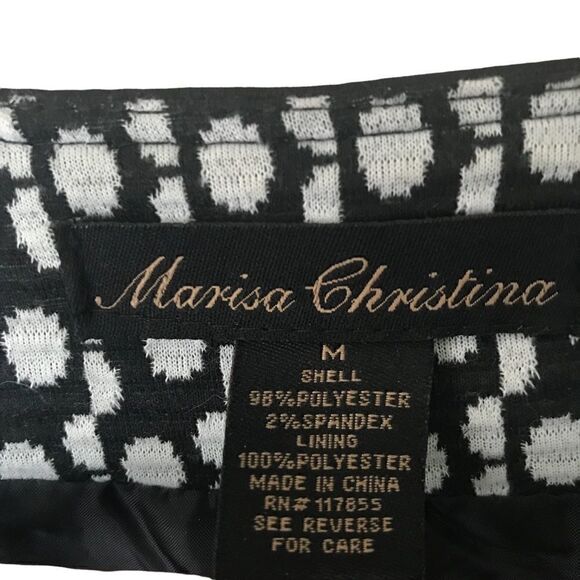 Marisa Christina
M
SHELL
98%POLYESTER
2%SPANDEX
LINING
100%POLYESTER
MADE IN CHINA
RN# 117855
SEE REVERSE
FOR CARE